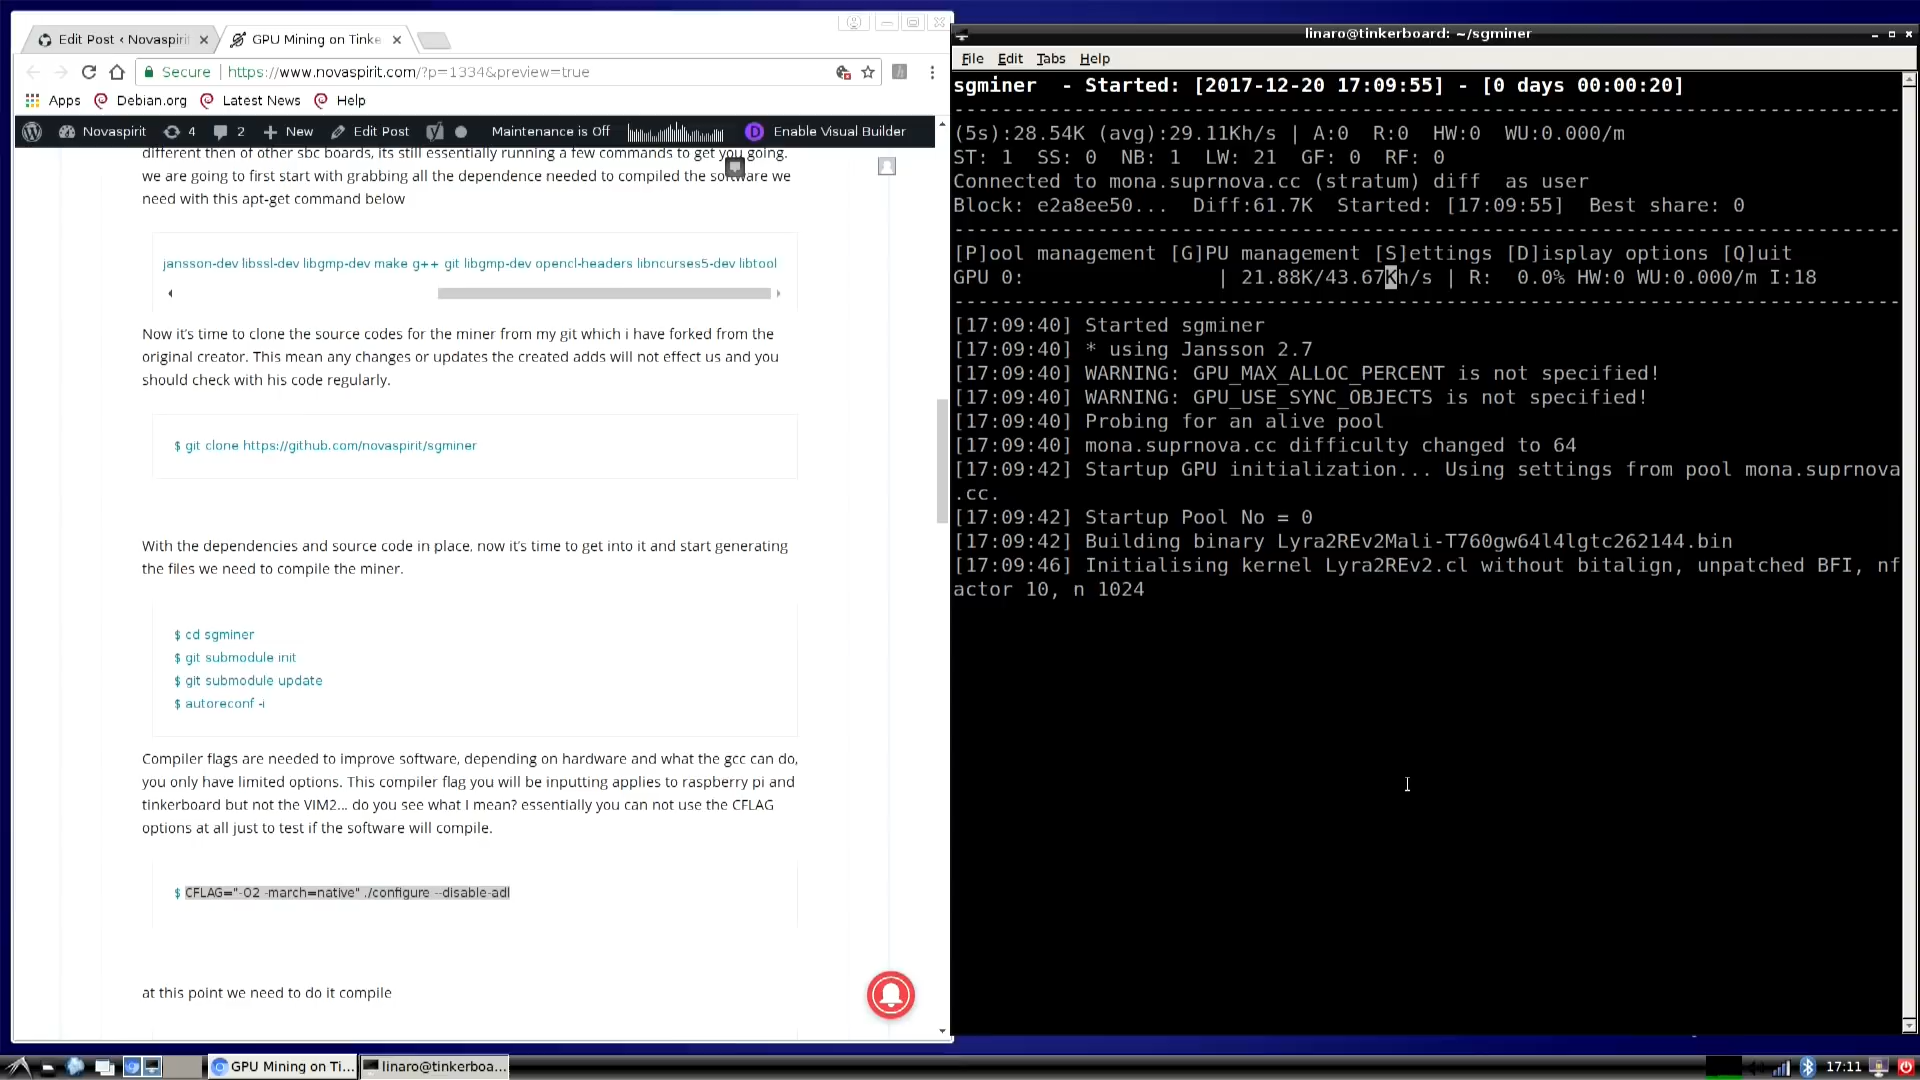 Edit Post ‹ Novaspirit
GPU Mining on Tinke
Secure
https://www.novaspirit.com/?p=1334&preview=true
Apps
Debian.org
Latest News
Help
Novaspirit
4
2
New
Edit Post
Maintenance is Off
D
Enable Visual Builder
different then of other sbc boards, its still essentially running a few commands to get you going.
we are going to first start with grabbing all the dependence needed to compiled the software we
need with this apt-get command below
jansson-dev libssl-dev libgmp-dev make g++ git libgmp-dev opencl-headers libncurses5-dev libtool
Now it's time to clone the source codes for the miner from my git which i have forked from the
original creator. This mean any changes or updates the created adds will not effect us and you
should check with his code regularly.
$ git clone https://github.com/novaspirit/sgminer
With the dependencies and source code in place, now it's time to get into it and start generating
the files we need to compile the miner.
$ cd sgminer
$ git submodule init
$ git submodule update
$ autoreconf -i
Compiler flags are needed to improve software, depending on hardware and what the gcc can do,
you only have limited options. This compiler flag you will be inputting applies to raspberry pi and
tinkerboard but not the VIM2... do you see what I mean? essentially you can not use the CFLAG
options at all just to test if the software will compile.
$ CFLAG="-O2 -march=native" ./configure --disable-adl
at this point we need to do it compile
linaro@tinkerboard: ~/sgminer
File Edit Tabs Help
sgminer  - Started: [2017-12-20 17:09:55] - [0 days 00:00:20]
(5s):28.54K (avg):29.11Kh/s | A:0  R:0  HW:0  WU:0.000/m
ST: 1  SS: 0  NB: 1  LW: 21  GF: 0  RF: 0
Connected to mona.suprnova.cc (stratum) diff  as user
Block: e2a8ee50...  Diff:61.7K  Started: [17:09:55]  Best share: 0
[P]ool management [G]PU management [S]ettings [D]isplay options [Q]uit
GPU 0:                 | 21.88K/43.67Kh/s | R:  0.0% HW:0 WU:0.000/m I:18
[17:09:40] Started sgminer
[17:09:40] * using Jansson 2.7
[17:09:40] WARNING: GPU_MAX_ALLOC_PERCENT is not specified!
[17:09:40] WARNING: GPU_USE_SYNC_OBJECTS is not specified!
[17:09:40] Probing for an alive pool
[17:09:40] mona.suprnova.cc difficulty changed to 64
[17:09:42] Startup GPU initialization... Using settings from pool mona.suprnova
.cc.
[17:09:42] Startup Pool No = 0
[17:09:42] Building binary Lyra2REv2Mali-T760gw64l4lgtc262144.bin
[17:09:46] Initialising kernel Lyra2REv2.cl without bitalign, unpatched BFI, nf
actor 10, n 1024
GPU Mining on Ti...
linaro@tinkerboa...
17:11